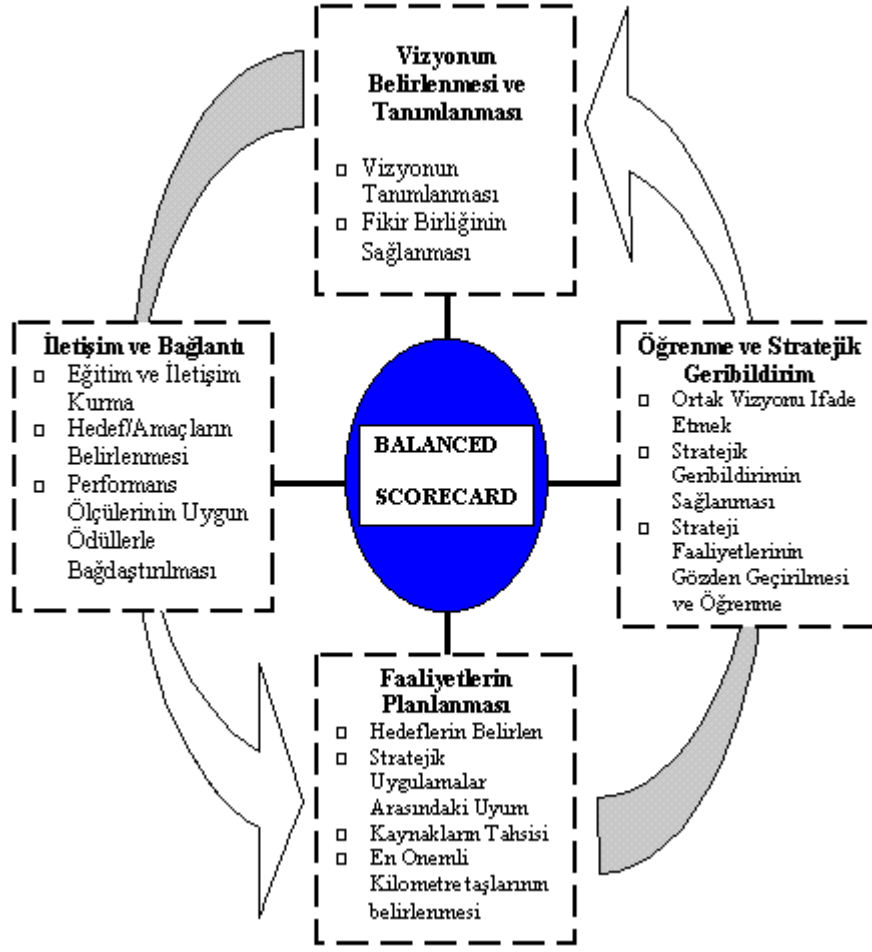 Vizyonun
Belirlenmesi ve
Tanımlanması
Vizyonun
Tanımlanması
Fikir Birliğinin
Sağlanması
İletişim ve Bağlantı
Eğitim ve İletişim
Kurma
Hedef/Amaçların
Belirlenmesi
Performans
Ölçülerinin Uygun
Ödüllerle
Bağdaştırılması
BALANCED
SCORECARD
Öğrenme ve Stratejik
Geribildirim
Ortak Vizyonu Ifade
Etmek
Stratejik
Geribildirimin
Sağlanması
Strateji
Faaliyetlerinin
Gözden Geçirilmesi
ve Öğrenme
Faaliyetlerin
Planlanması
Hedeflerin Belirlen
Stratejik
Uygulamalar
Arasındaki Uyum
Kaynakların Tahsisi
En Onemli
Kilometre taşlarının
belirlenmesi